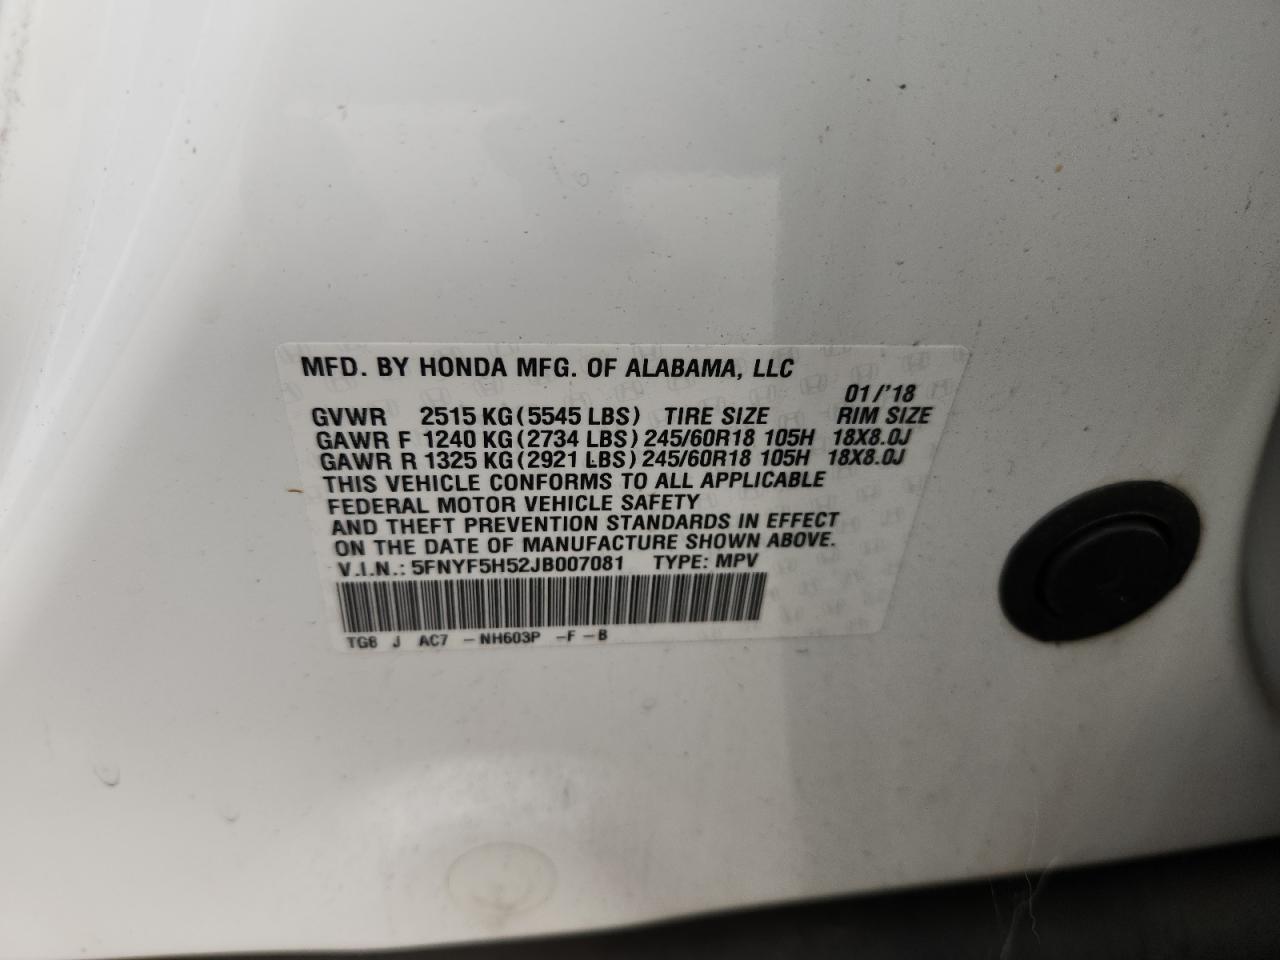 MFD. BY HONDA MFG. OF ALABAMA, LLC
01/'18
GVWR 2515 KG (5545 LBS) TIRE SIZE RIM SIZE
GAWR F 1240 KG (2734 LBS) 245/60R18 105H 18X8.0J
GAWR R 1325 KG (2921 LBS) 245/60R18 105H 18X8.0J
THIS VEHICLE CONFORMS TO ALL APPLICABLE
FEDERAL MOTOR VEHICLE SAFETY
AND THEFT PREVENTION STANDARDS IN EFFECT
ON THE DATE OF MANUFACTURE SHOWN ABOVE.
V.I.N.: 5FNYF5H52JB007081 TYPE: MPV
TG8 J AC7 -NH603P -F -B